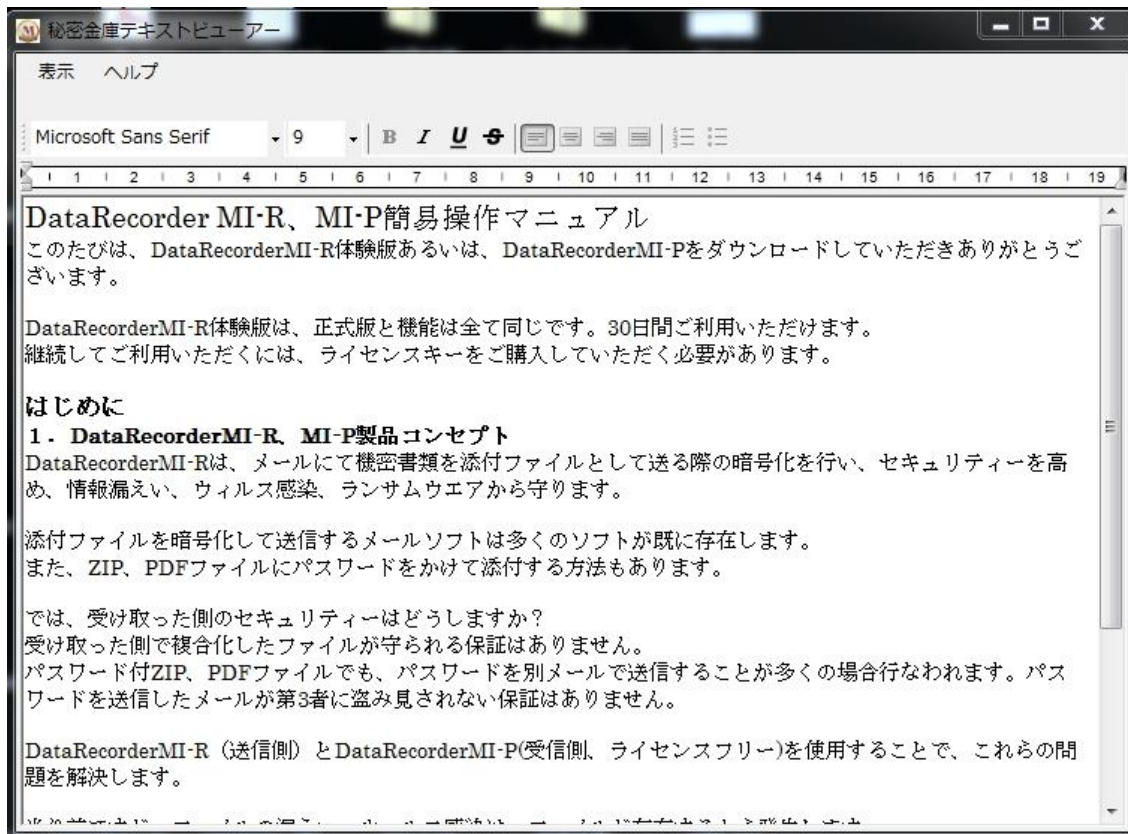 秘密金庫テキストビューアー
表示 ヘルプ
Microsoft Sans Serif 9 B I U S
1 2 3 4 5 6 7 8 9 10 11 12 13 14 15 16 17 18 19
DataRecorder MI-R、MI-P簡易操作マニュアル
このたびは、DataRecorderMI-R体験版あるいは、DataRecorderMI-Pをダウンロードしていただきありがとうご
ざいます。
DataRecorderMI-R体験版は、正式版と機能は全て同じです。30日間ご利用いただけます。
継続してご利用いただくには、ライセンスキーをご購入していただく必要があります。
はじめに
1．DataRecorderMI-R、MI-P製品コンセプト
DataRecorderMI-Rは、メールにて機密書類を添付ファイルとして送る際の暗号化を行い、セキュリティーを高
め、情報漏えい、ウィルス感染、ランサムウエアから守ります。
添付ファイルを暗号化して送信するメールソフトは多くのソフトが既に存在します。
また、ZIP、PDFファイルにパスワードをかけて添付する方法もあります。
では、受け取った側のセキュリティーはどうしますか？
受け取った側で複合化したファイルが守られる保証はありません。
パスワード付ZIP、PDFファイルでも、パスワードを別メールで送信することが多くの場合行なわれます。パス
ワードを送信したメールが第3者に盗み見されない保証はありません。
DataRecorderMI-R（送信側）とDataRecorderMI-P(受信側、ライセンスフリー)を使用することで、これらの問
題を解決します。